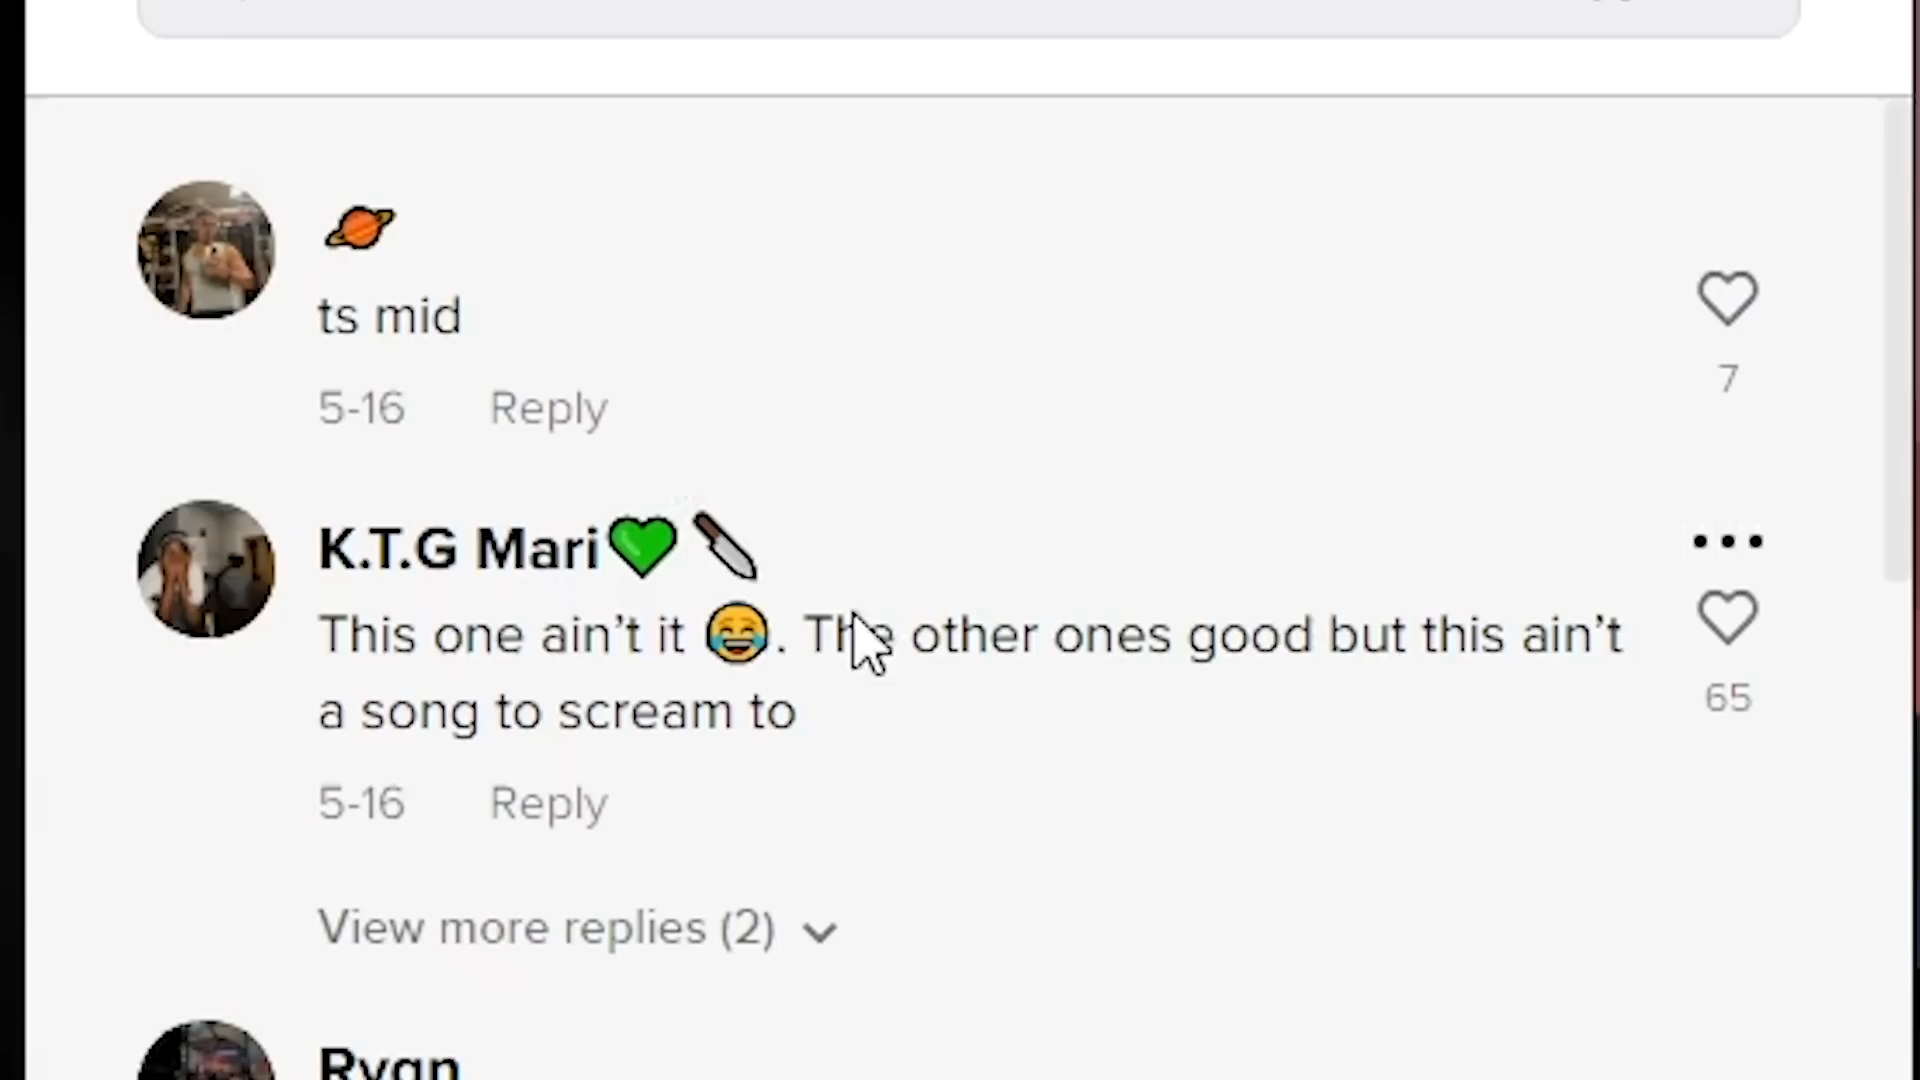 🪐
ts mid
7
5-16 Reply
K.T.G Mari💚🔪
This one ain't it 😂. The other ones good but this ain't
a song to scream to
65
5-16 Reply
View more replies (2)